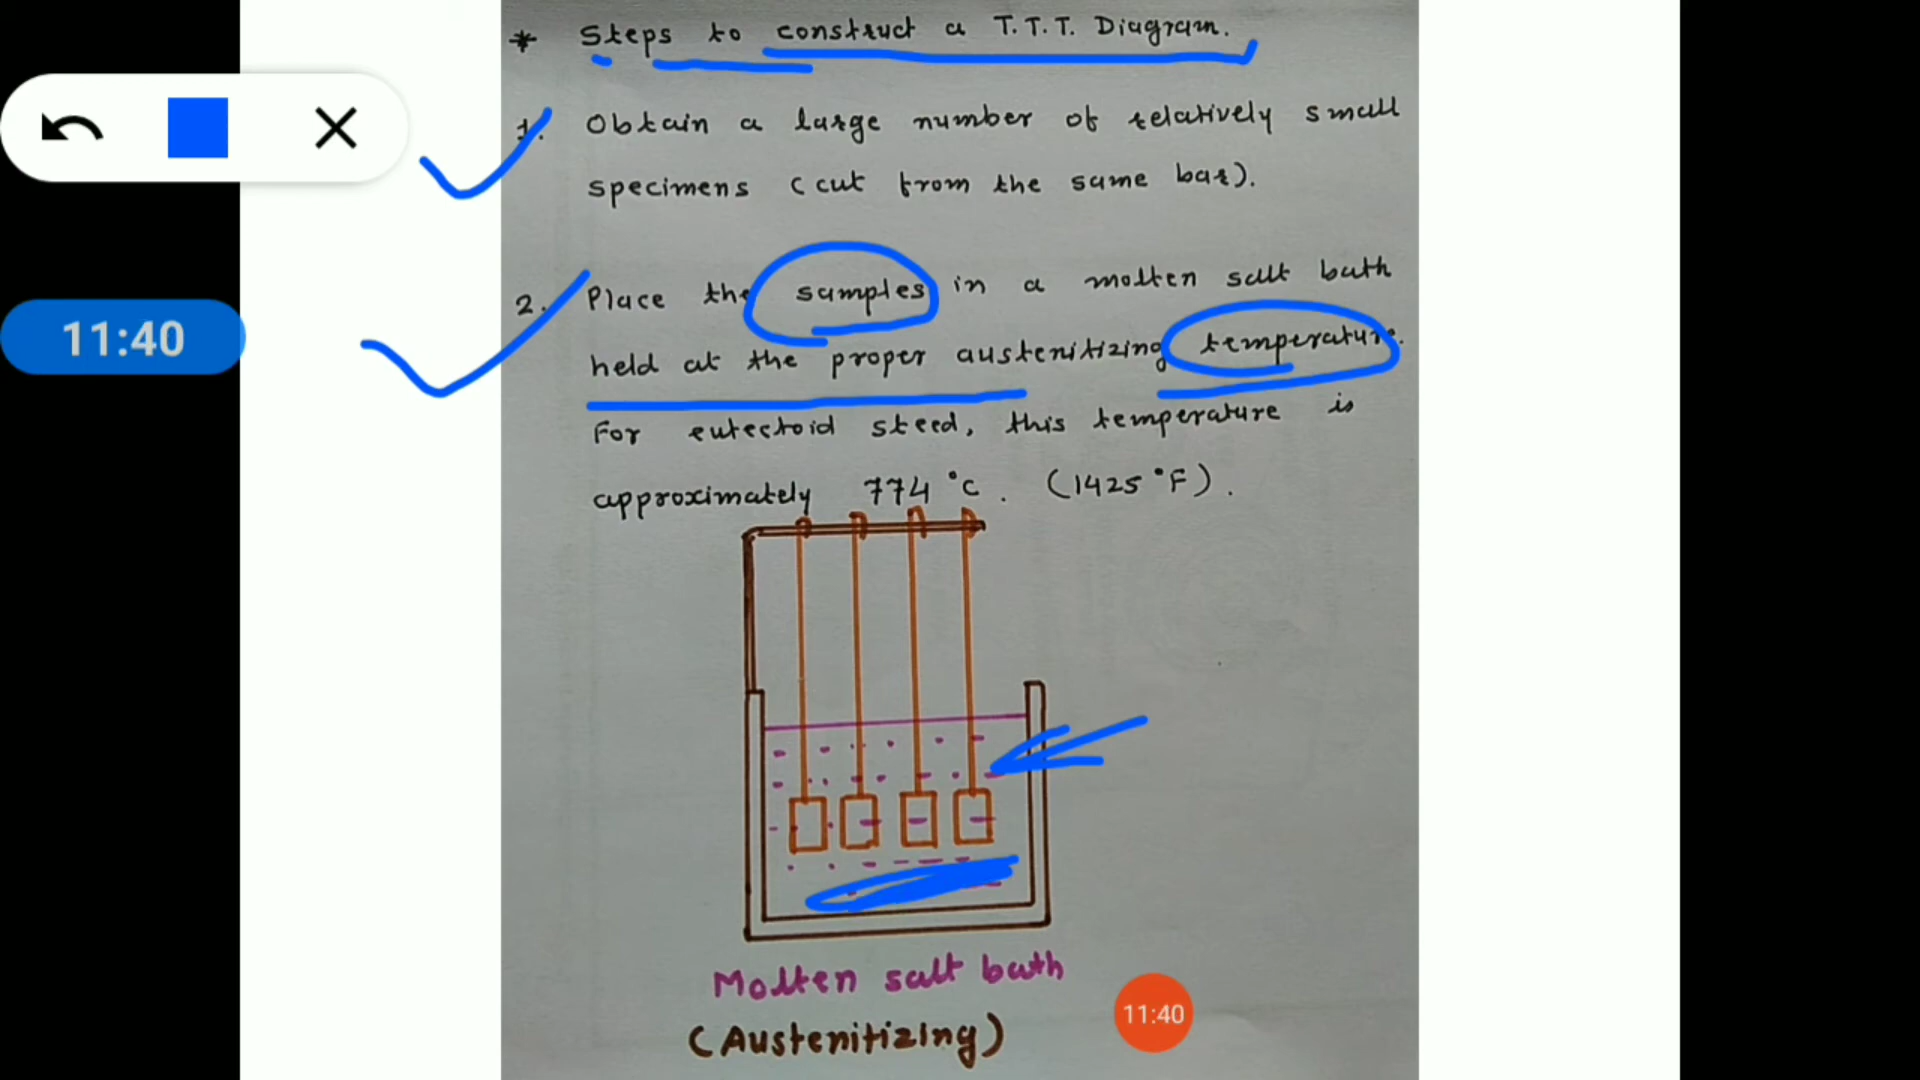 * Steps to construct a T.T.T. Diagram.
1. Obtain a large number of relatively small
specimens (cut from the same bar).
11:40
2. Place the samples in a molten salt bath
held at the proper austenitizing temperature.
For eutectoid steed, this temperature is
approximately 774 °C. (1425 °F).
Molten salt bath
(Austenitizing)
11:40